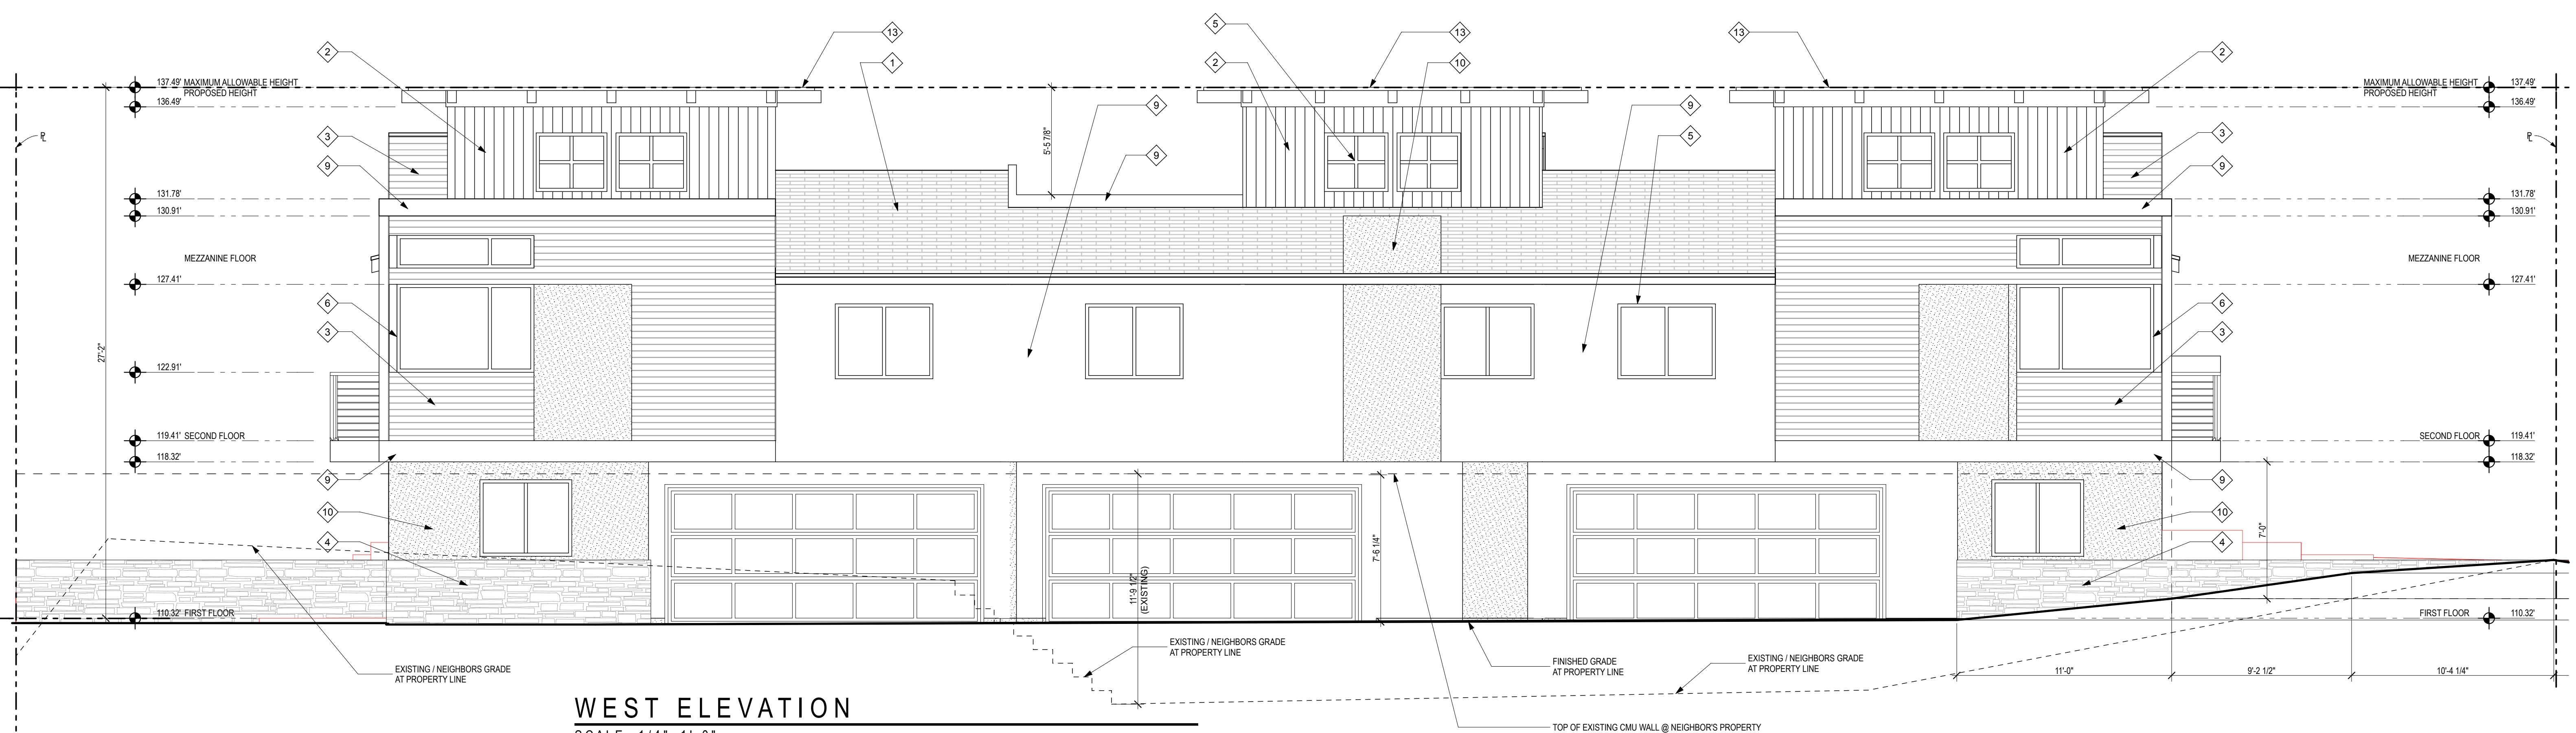 5
2
13
13
13
2
1
2
10
137.49' MAXIMUM ALLOWABLE HEIGHT
PROPOSED HEIGHT
136.49'
MAXIMUM ALLOWABLE HEIGHT 137.49'
PROPOSED HEIGHT
136.49'
9
9
3
5'-5 7/8"
5
3
9
9
9
131.78'
131.78'
130.91'
130.91'
MEZZANINE FLOOR
MEZZANINE FLOOR
127.41'
127.41'
6
6
3
3
27'-2"
122.91'
119.41' SECOND FLOOR
SECOND FLOOR 119.41'
118.32'
118.32'
9
9
10
10
4
4
7'-0"
7'-6 1/4"
11'-9 1/2"
(EXISTING)
110.32' FIRST FLOOR
FIRST FLOOR 110.32'
EXISTING / NEIGHBORS GRADE
AT PROPERTY LINE
EXISTING / NEIGHBORS GRADE
AT PROPERTY LINE
FINISHED GRADE
AT PROPERTY LINE
EXISTING / NEIGHBORS GRADE
AT PROPERTY LINE
11'-0"
9'-2 1/2"
10'-4 1/4"
WEST ELEVATION
TOP OF EXISTING CMU WALL @ NEIGHBOR'S PROPERTY